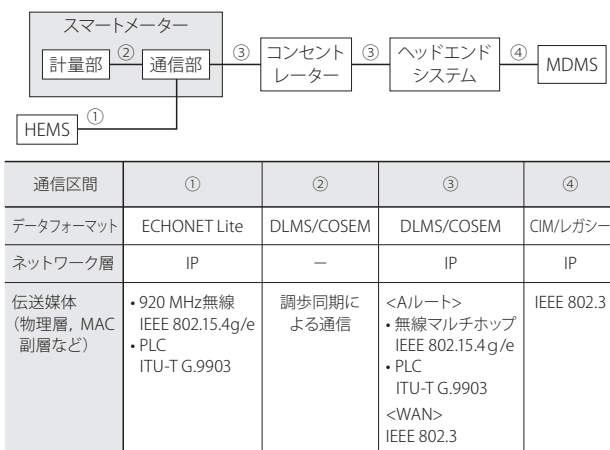 スマートメーター
計量部
②
通信部
③
コンセント
レーター
③
ヘッドエンド
システム
④
MDMS
HEMS
①
通信区間 ① ② ③ ④
データフォーマット ECHONET Lite DLMS/COSEM DLMS/COSEM CIM/レガシー
ネットワーク層 IP − IP IP
伝送媒体
(物理層, MAC
副層など)
• 920 MHz無線
IEEE 802.15.4g/e
• PLC
ITU-T G.9903
調歩同期に
よる通信
<Aルート>
• 無線マルチホップ
IEEE 802.15.4g/e
• PLC
ITU-T G.9903
<WAN>
IEEE 802.3
IEEE 802.3